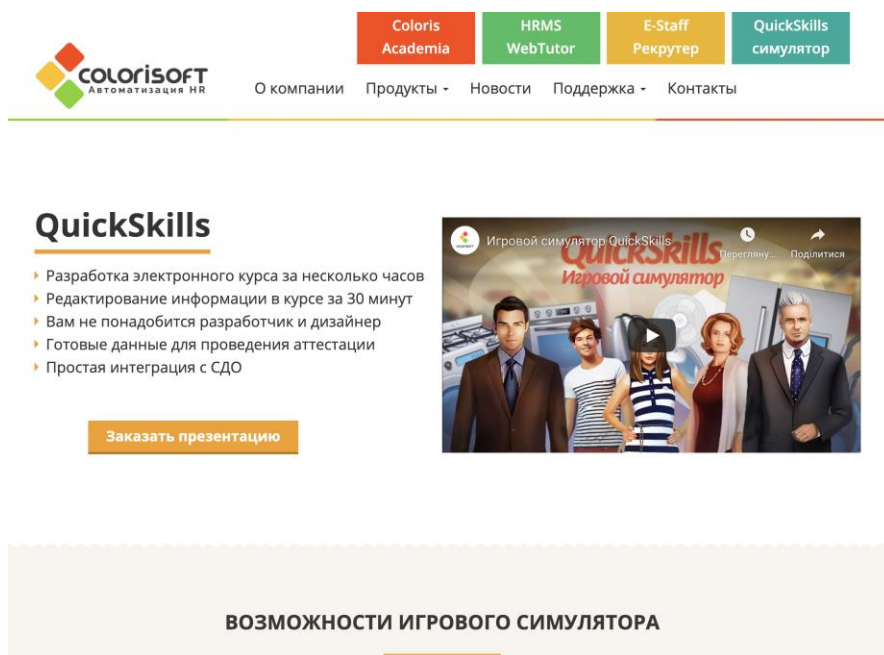 Coloris
Academia
HRMS
WebTutor
E-Staff
Рекрутер
QuickSkills
симулятор
COLORISOFT
Автоматизация HR
О компании Продукты Новости Поддержка Контакты
QuickSkills
Разработка электронного курса за несколько часов
Редактирование информации в курсе за 30 минут
Вам не понадобится разработчик и дизайнер
Готовые данные для проведения аттестации
Простая интеграция с СДО
Заказать презентацию
Игровой симулятор QuickSkills
QuickSkills
Игровой симулятор
Перегляну...
Поділитися
ВОЗМОЖНОСТИ ИГРОВОГО СИМУЛЯТОРА